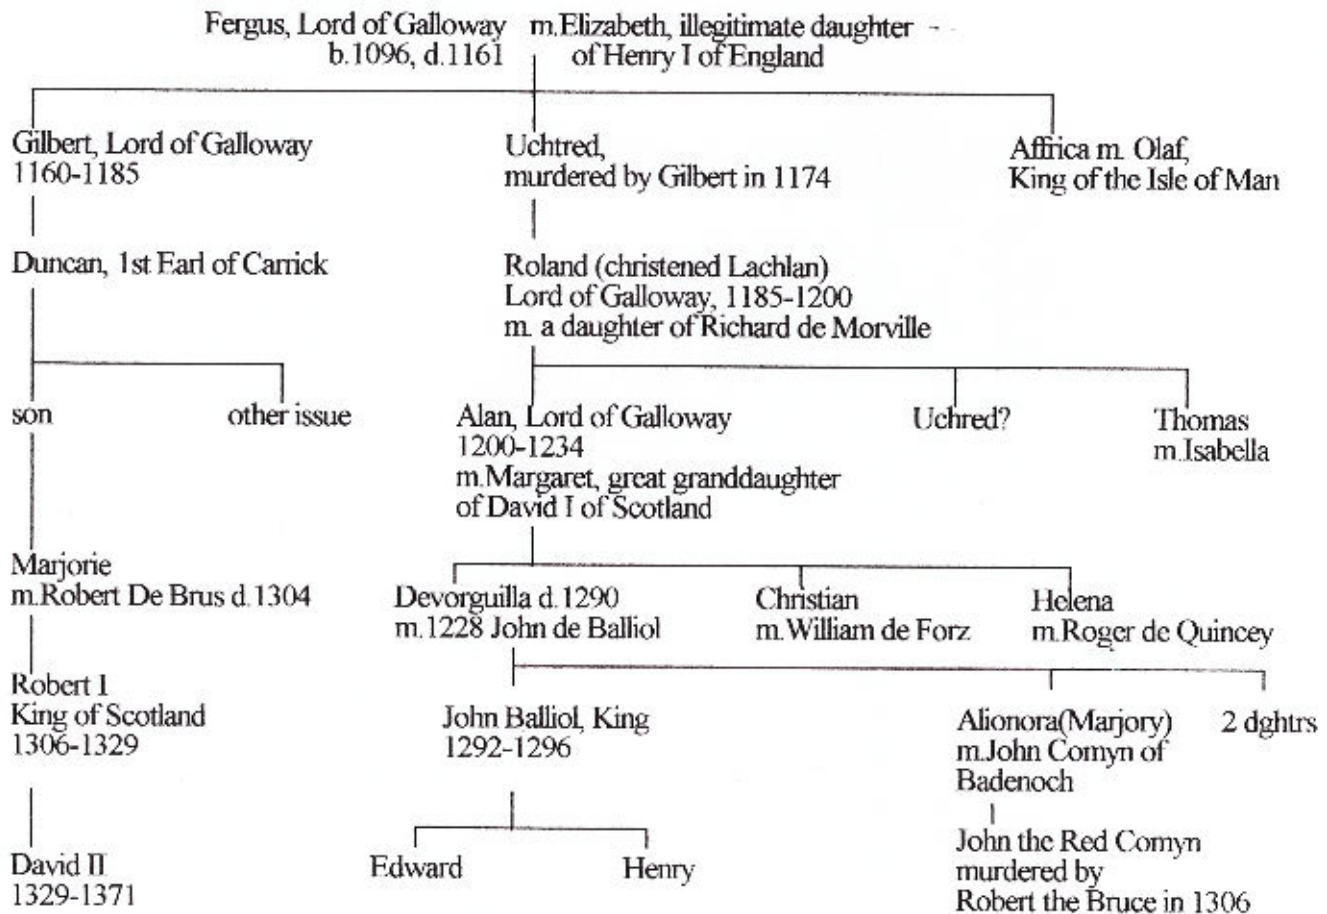 Fergus, Lord of Galloway m.Elizabeth, illegitimate daughter
b.1096, d.1161 of Henry I of England
Gilbert, Lord of Galloway
1160-1185
Uchtred,
murdered by Gilbert in 1174
Affrica m. Olaf,
King of the Isle of Man
Duncan, 1st Earl of Carrick
Roland (christened Lachlan)
Lord of Galloway, 1185-1200
m. a daughter of Richard de Morville
son
other issue
Alan, Lord of Galloway
1200-1234
m.Margaret, great granddaughter
of David I of Scotland
Uchred?
Thomas
m.Isabella
Marjorie
m.Robert De Brus d.1304
Devorguilla d.1290
m.1228 John de Balliol
Christian
m.William de Forz
Helena
m.Roger de Quincey
Robert I
King of Scotland
1306-1329
John Balliol, King
1292-1296
Alionora(Marjory)
m.John Comyn of
Badenoch
2 dghtrs
David II
1329-1371
Edward
Henry
John the Red Comyn
murdered by
Robert the Bruce in 1306